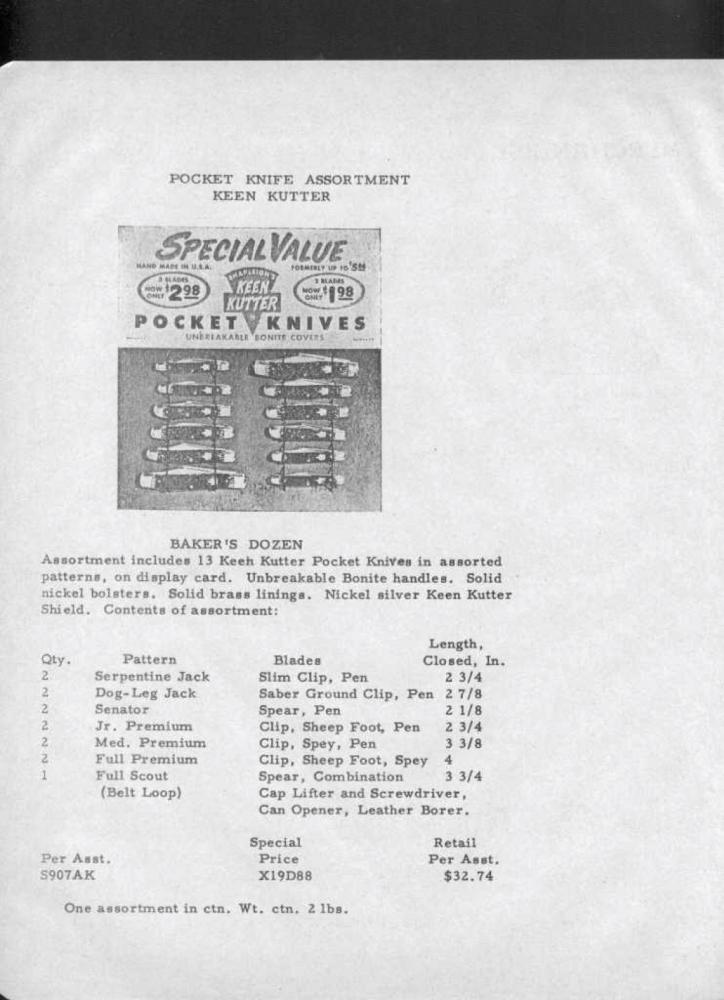 POCKET KNIFE ASSORTMENT
KEEN KUTTER
SPECIAL VALUE
HAND MADE IN U.S.A.
FORMERLY UP TO
3 BLADES
NOW ONLY $2.98
SHAPLEIGH'S
KEEN
KUTTER
2 BLADES
NOW ONLY $1.98
POCKET KNIVES
UNBREAKABLE BONITE COVERS
BAKER'S DOZEN
Assortment includes 13 Keeh Kutter Pocket Knives in assorted
patterns, on display card. Unbreakable Bonite handles. Solid
nickel bolsters. Solid brass linings. Nickel silver Keen Kutter
Shield. Contents of assortment:
Length,
Qty. Pattern Blades Closed, In.
2 Serpentine Jack Slim Clip, Pen 2 3/4
2 Dog-Leg Jack Saber Ground Clip, Pen 2 7/8
2 Senator Spear, Pen 2 1/8
2 Jr. Premium Clip, Sheep Foot, Pen 2 3/4
2 Med. Premium Clip, Spey, Pen 3 3/8
2 Full Premium Clip, Sheep Foot, Spey 4
1 Full Scout Spear, Combination 3 3/4
(Belt Loop) Cap Lifter and Screwdriver,
Can Opener, Leather Borer.
Special Retail
Per Asst. Price Per Asst.
S907AK X19D88 $32.74
One assortment in ctn. Wt. ctn. 2 lbs.